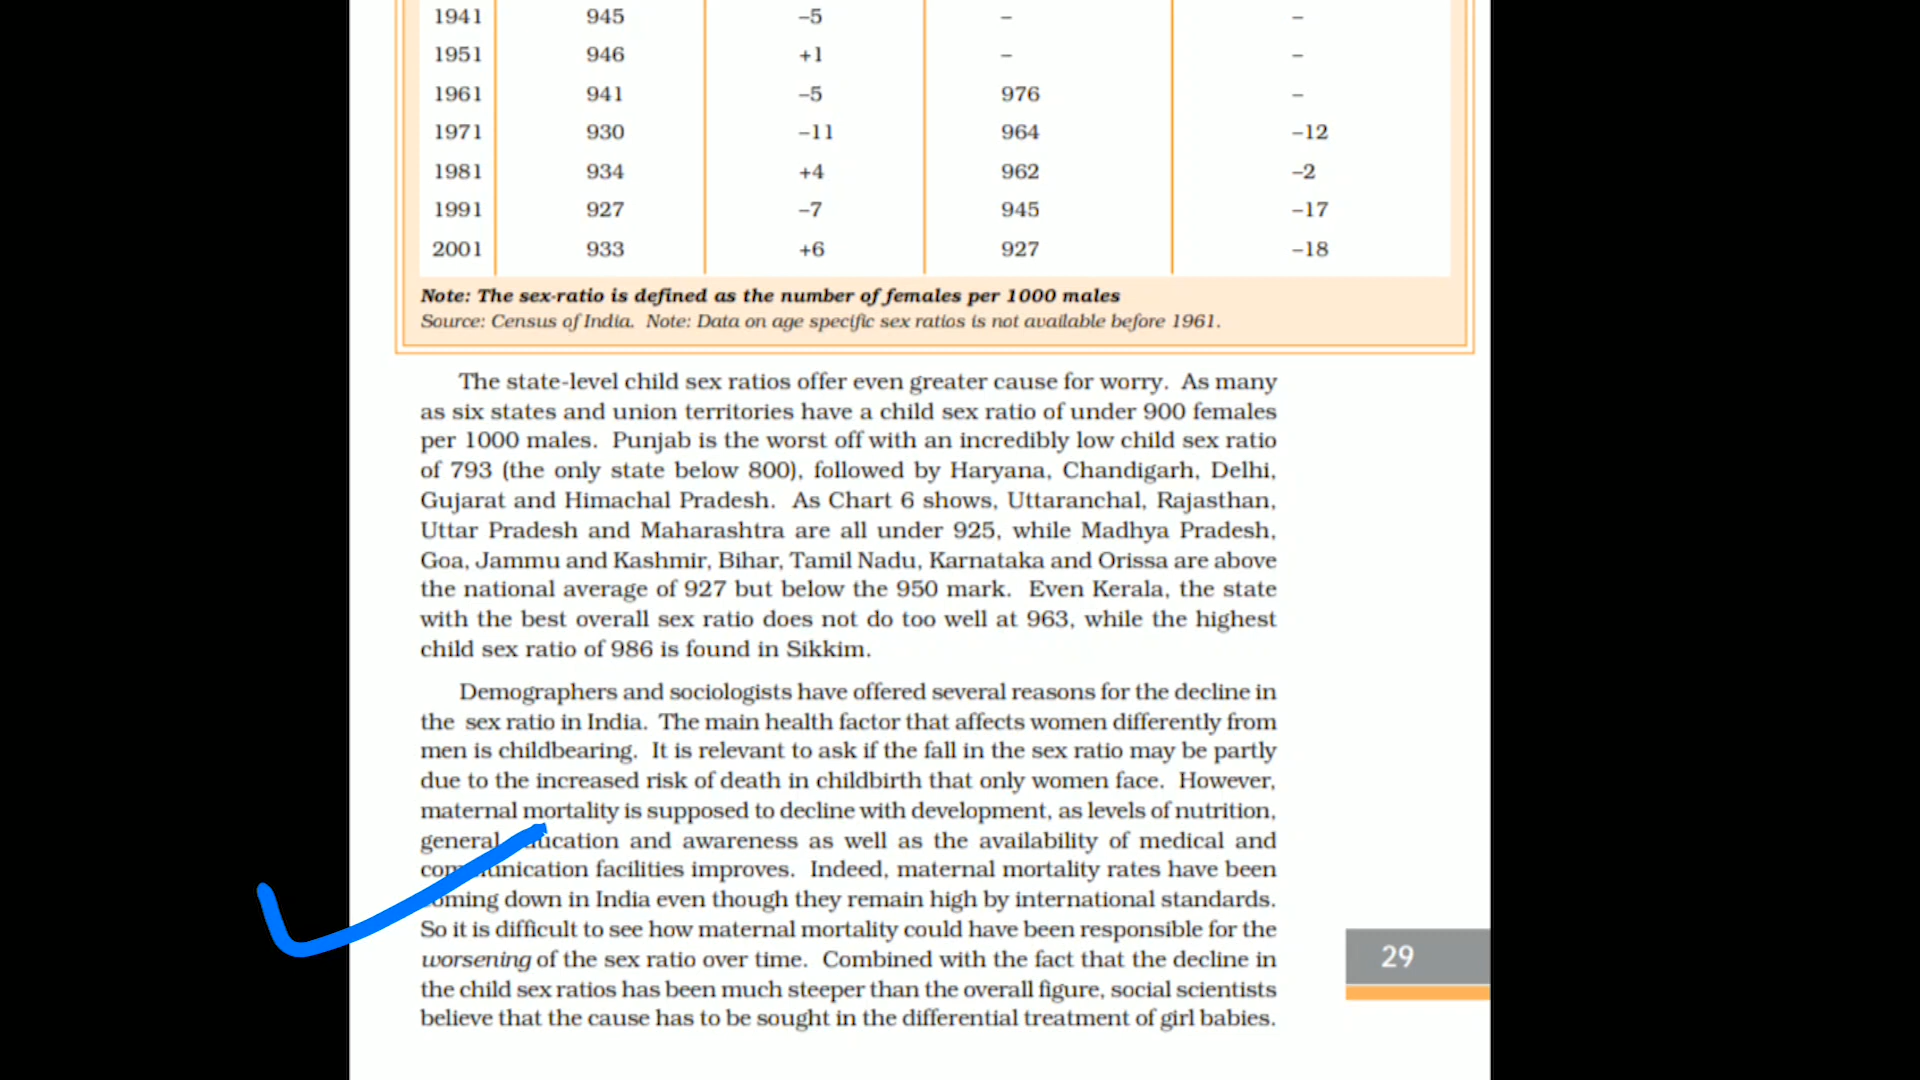 1941 945 –5 – –
1951 946 +1 – –
1961 941 –5 976 –
1971 930 –11 964 –12
1981 934 +4 962 –2
1991 927 –7 945 –17
2001 933 +6 927 –18
Note: The sex-ratio is defined as the number of females per 1000 males
Source: Census of India. Note: Data on age specific sex ratios is not available before 1961.
The state-level child sex ratios offer even greater cause for worry. As many
as six states and union territories have a child sex ratio of under 900 females
per 1000 males. Punjab is the worst off with an incredibly low child sex ratio
of 793 (the only state below 800), followed by Haryana, Chandigarh, Delhi,
Gujarat and Himachal Pradesh. As Chart 6 shows, Uttaranchal, Rajasthan,
Uttar Pradesh and Maharashtra are all under 925, while Madhya Pradesh,
Goa, Jammu and Kashmir, Bihar, Tamil Nadu, Karnataka and Orissa are above
the national average of 927 but below the 950 mark. Even Kerala, the state
with the best overall sex ratio does not do too well at 963, while the highest
child sex ratio of 986 is found in Sikkim.
Demographers and sociologists have offered several reasons for the decline in
the sex ratio in India. The main health factor that affects women differently from
men is childbearing. It is relevant to ask if the fall in the sex ratio may be partly
due to the increased risk of death in childbirth that only women face. However,
maternal mortality is supposed to decline with development, as levels of nutrition,
general education and awareness as well as the availability of medical and
communication facilities improves. Indeed, maternal mortality rates have been
coming down in India even though they remain high by international standards.
So it is difficult to see how maternal mortality could have been responsible for the
worsening of the sex ratio over time. Combined with the fact that the decline in
the child sex ratios has been much steeper than the overall figure, social scientists
believe that the cause has to be sought in the differential treatment of girl babies.
29